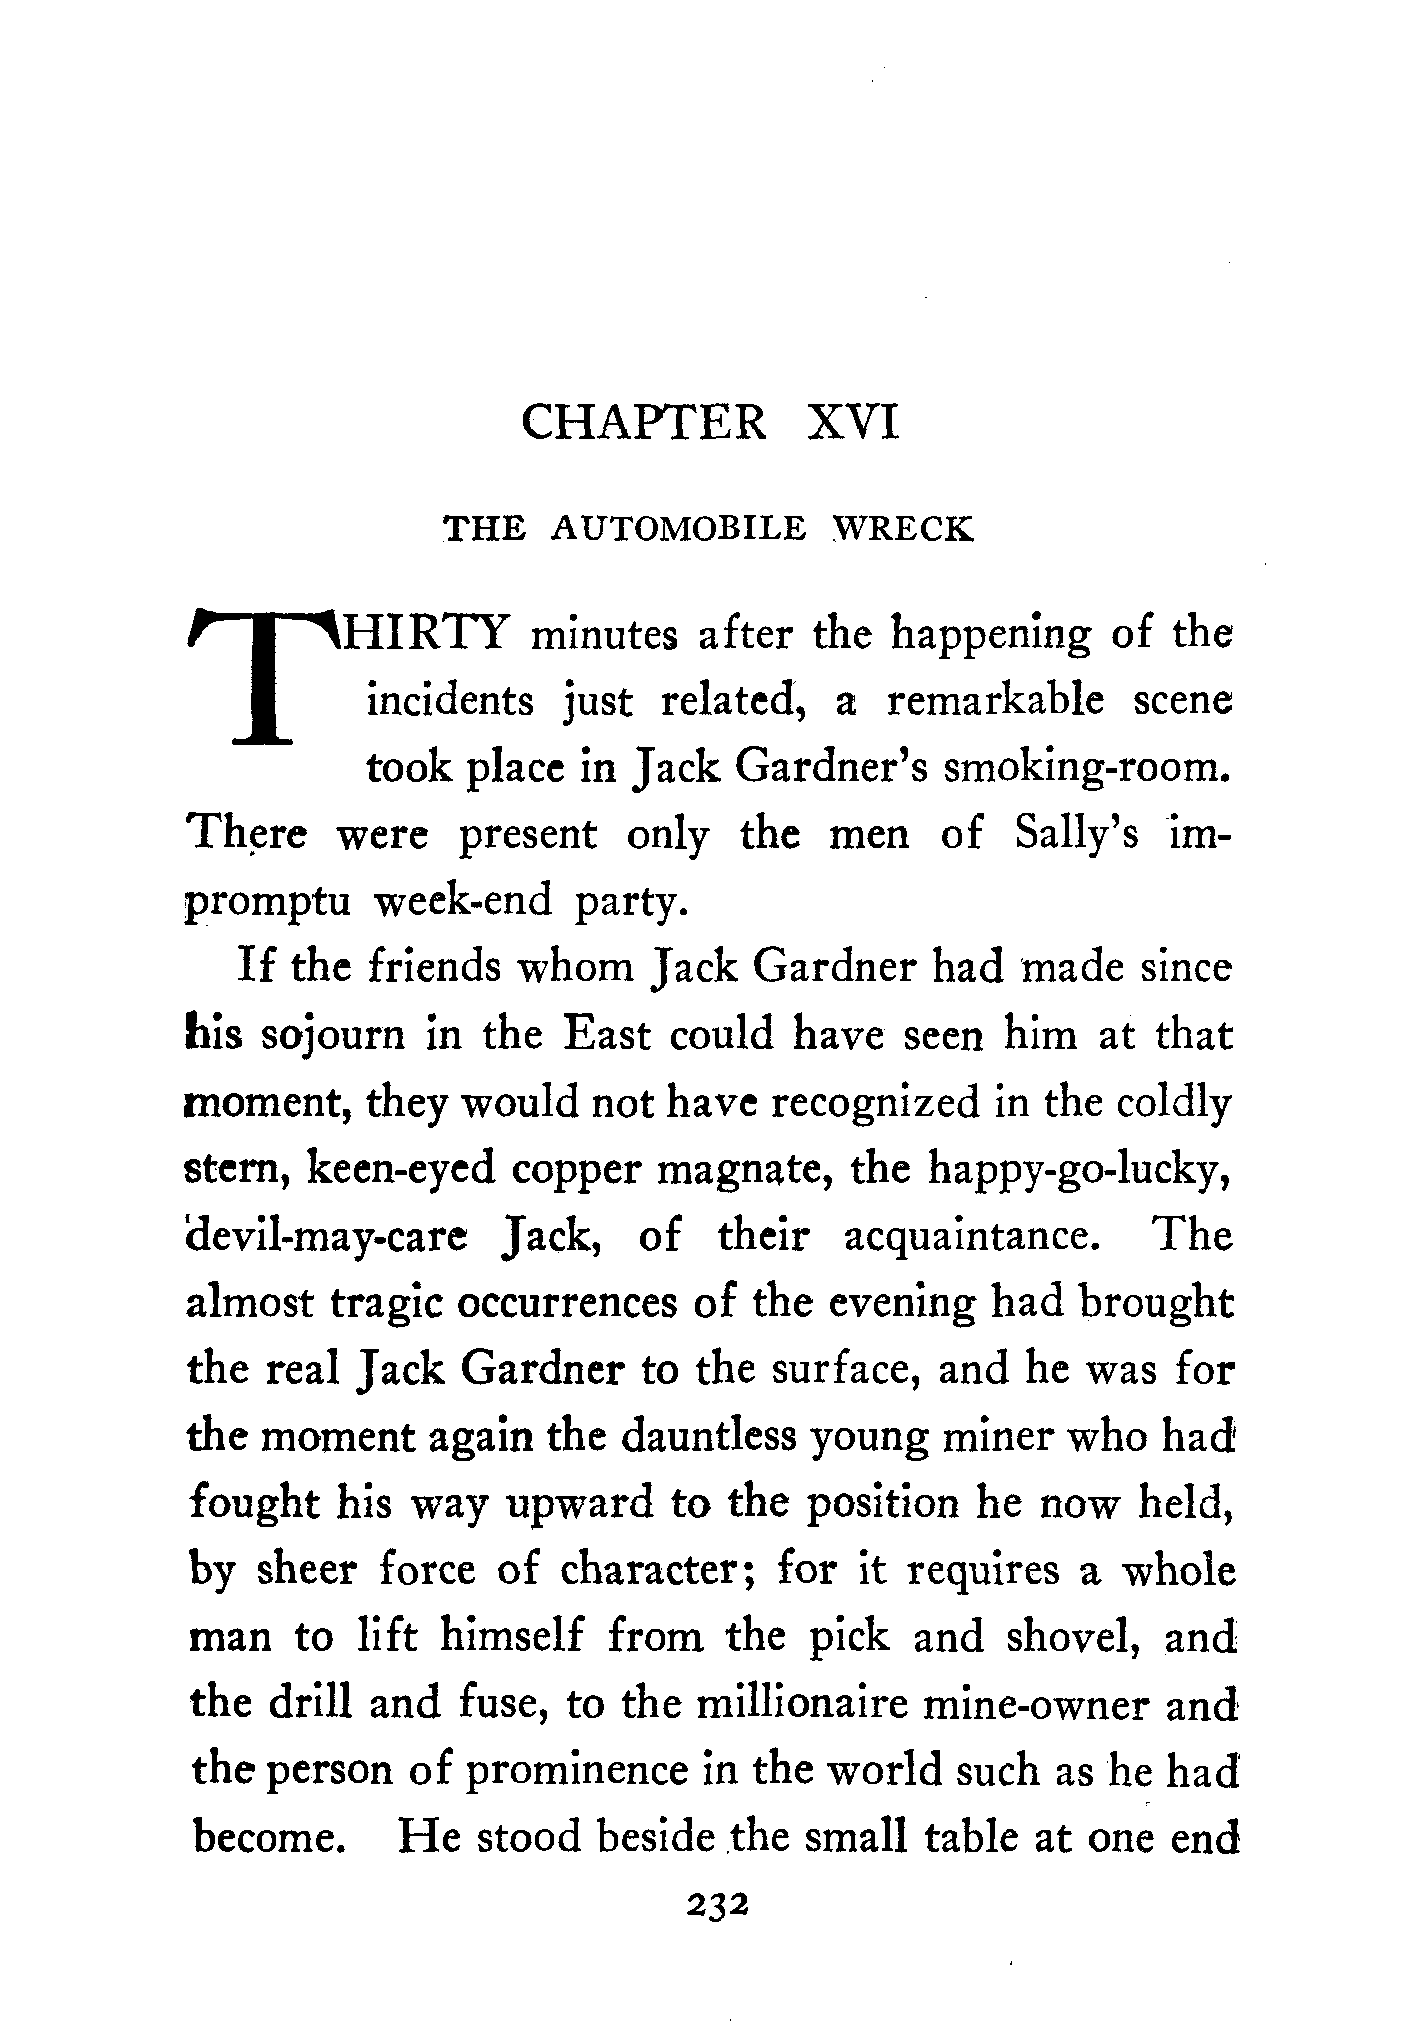 CHAPTER XVI
THE AUTOMOBILE WRECK
THIRTY minutes after the happening of the
incidents just related, a remarkable scene
took place in Jack Gardner's smoking-room.
There were present only the men of Sally's im-
promptu week-end party.
If the friends whom Jack Gardner had made since
his sojourn in the East could have seen him at that
moment, they would not have recognized in the coldly
stern, keen-eyed copper magnate, the happy-go-lucky,
devil-may-care Jack, of their acquaintance. The
almost tragic occurrences of the evening had brought
the real Jack Gardner to the surface, and he was for
the moment again the dauntless young miner who had
fought his way upward to the position he now held,
by sheer force of character; for it requires a whole
man to lift himself from the pick and shovel, and
the drill and fuse, to the millionaire mine-owner and
the person of prominence in the world such as he had
become. He stood beside the small table at one end
232